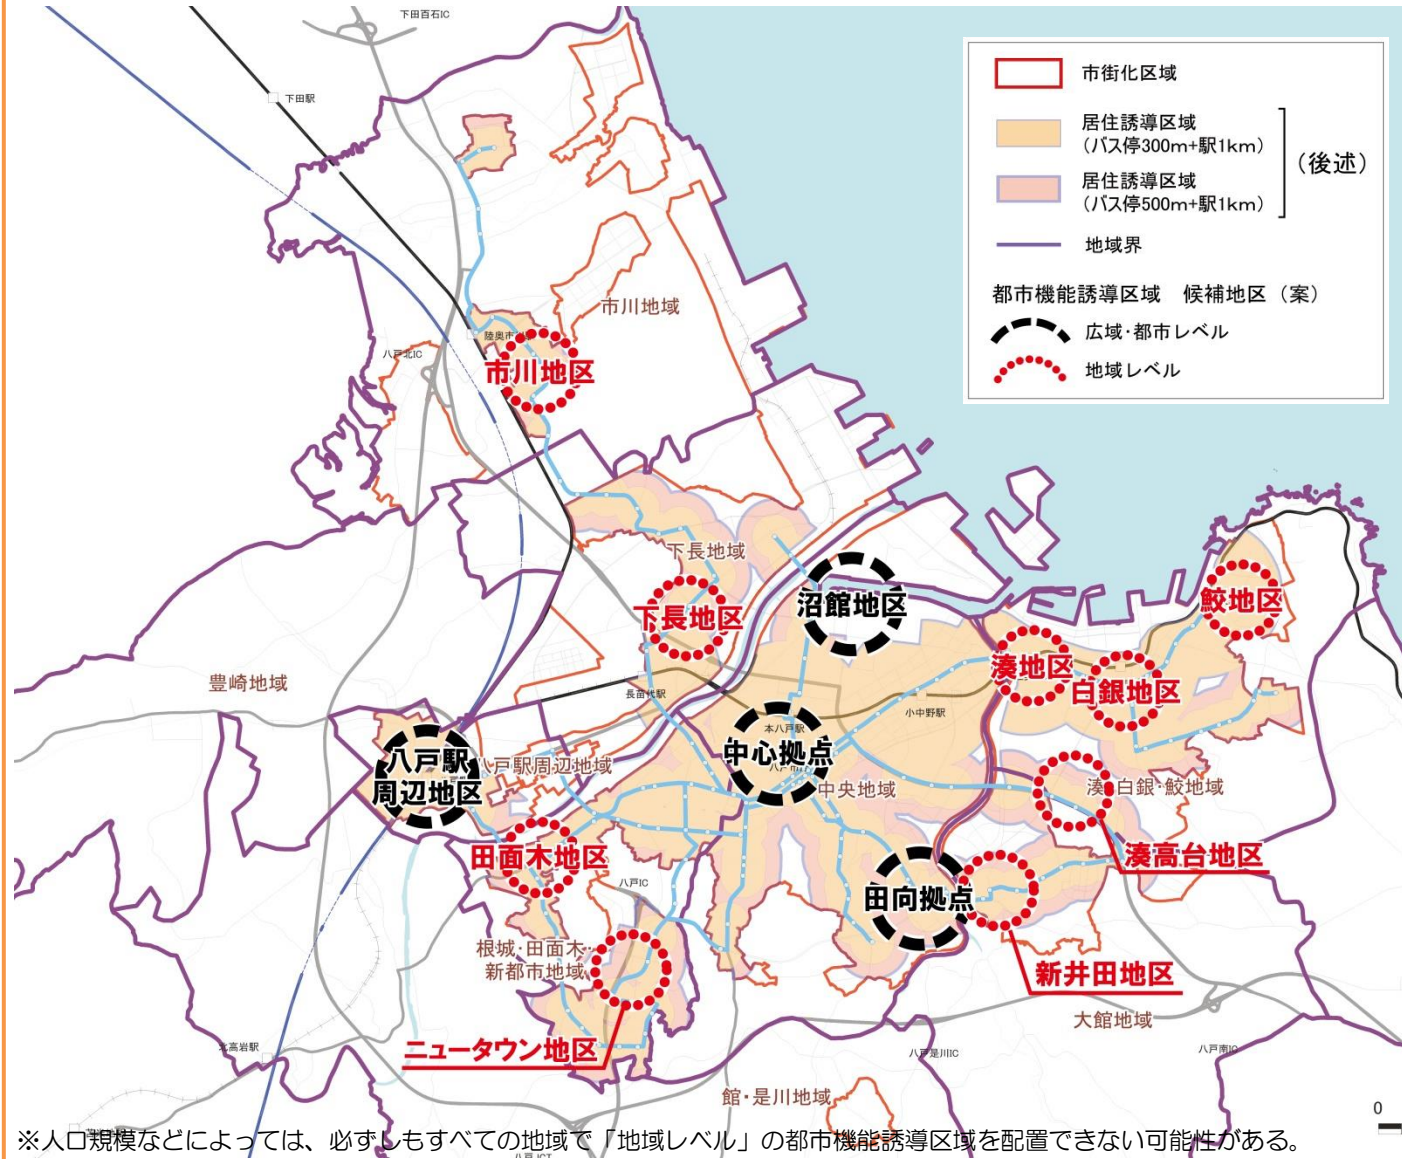 下田百石IC
下田駅
市街化区域
居住誘導区域
(バス停300m+駅1km)
居住誘導区域
(バス停500m+駅1km)
(後述)
地域界
都市機能誘導区域 候補地区（案）
広域・都市レベル
地域レベル
市川地域
陸奥市川
八戸北IC
市川地区
下長地域
沼館地区
下長地区
鮫地区
湊地区
白銀地区
豊崎地域
長苗代駅
小中野駅
本八戸駅
中心拠点
八戸駅
周辺地区
八戸駅周辺地域
中央地域
湊・白銀・鮫地域
田面木地区
湊高台地区
八戸IC
田向拠点
根城・田面木・
新都市地域
新井田地区
大館地域
ニュータウン地区
北高岩駅
八戸是川IC
八戸南IC
館・是川地域
0
※人口規模などによっては、必ずしもすべての地域で「地域レベル」の都市機能誘導区域を配置できない可能性がある。